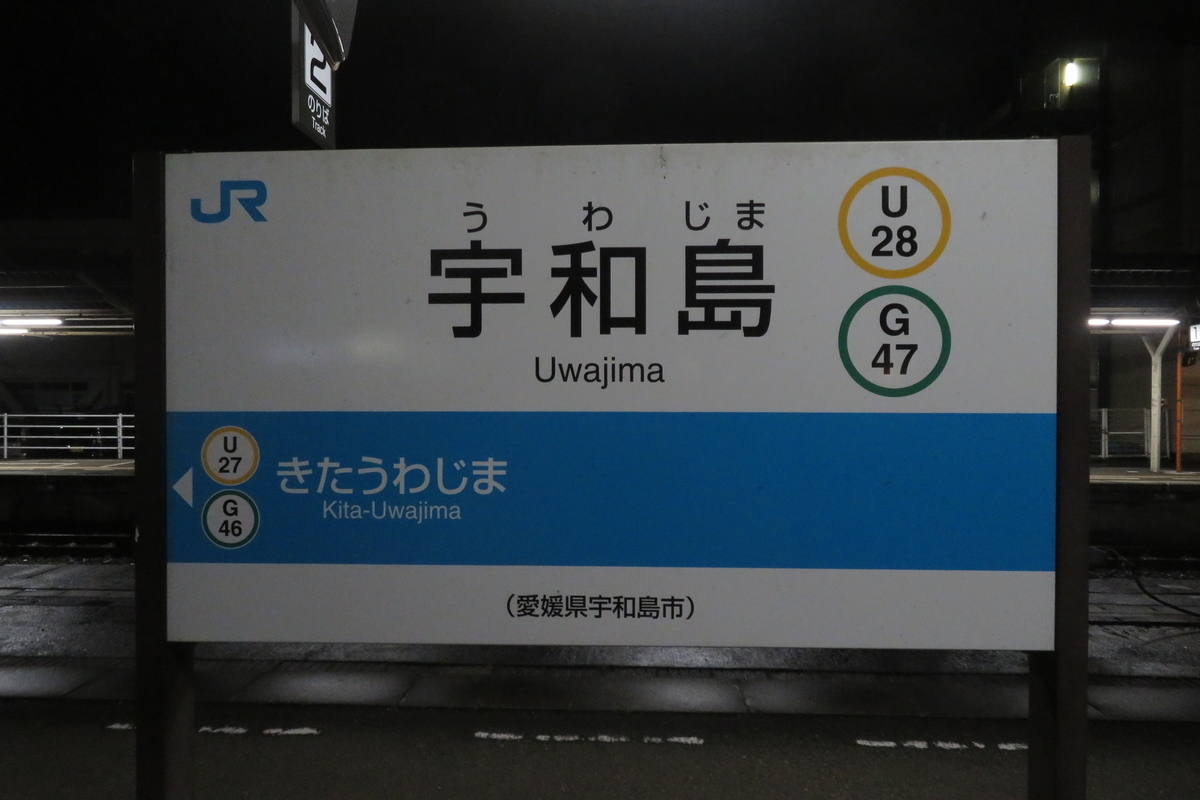 2
のりば
Track
JR
うわじま
宇和島
Uwajima
U
28
G
47
U
27
G
46
きたうわじま
Kita-Uwajima
（愛媛県宇和島市）